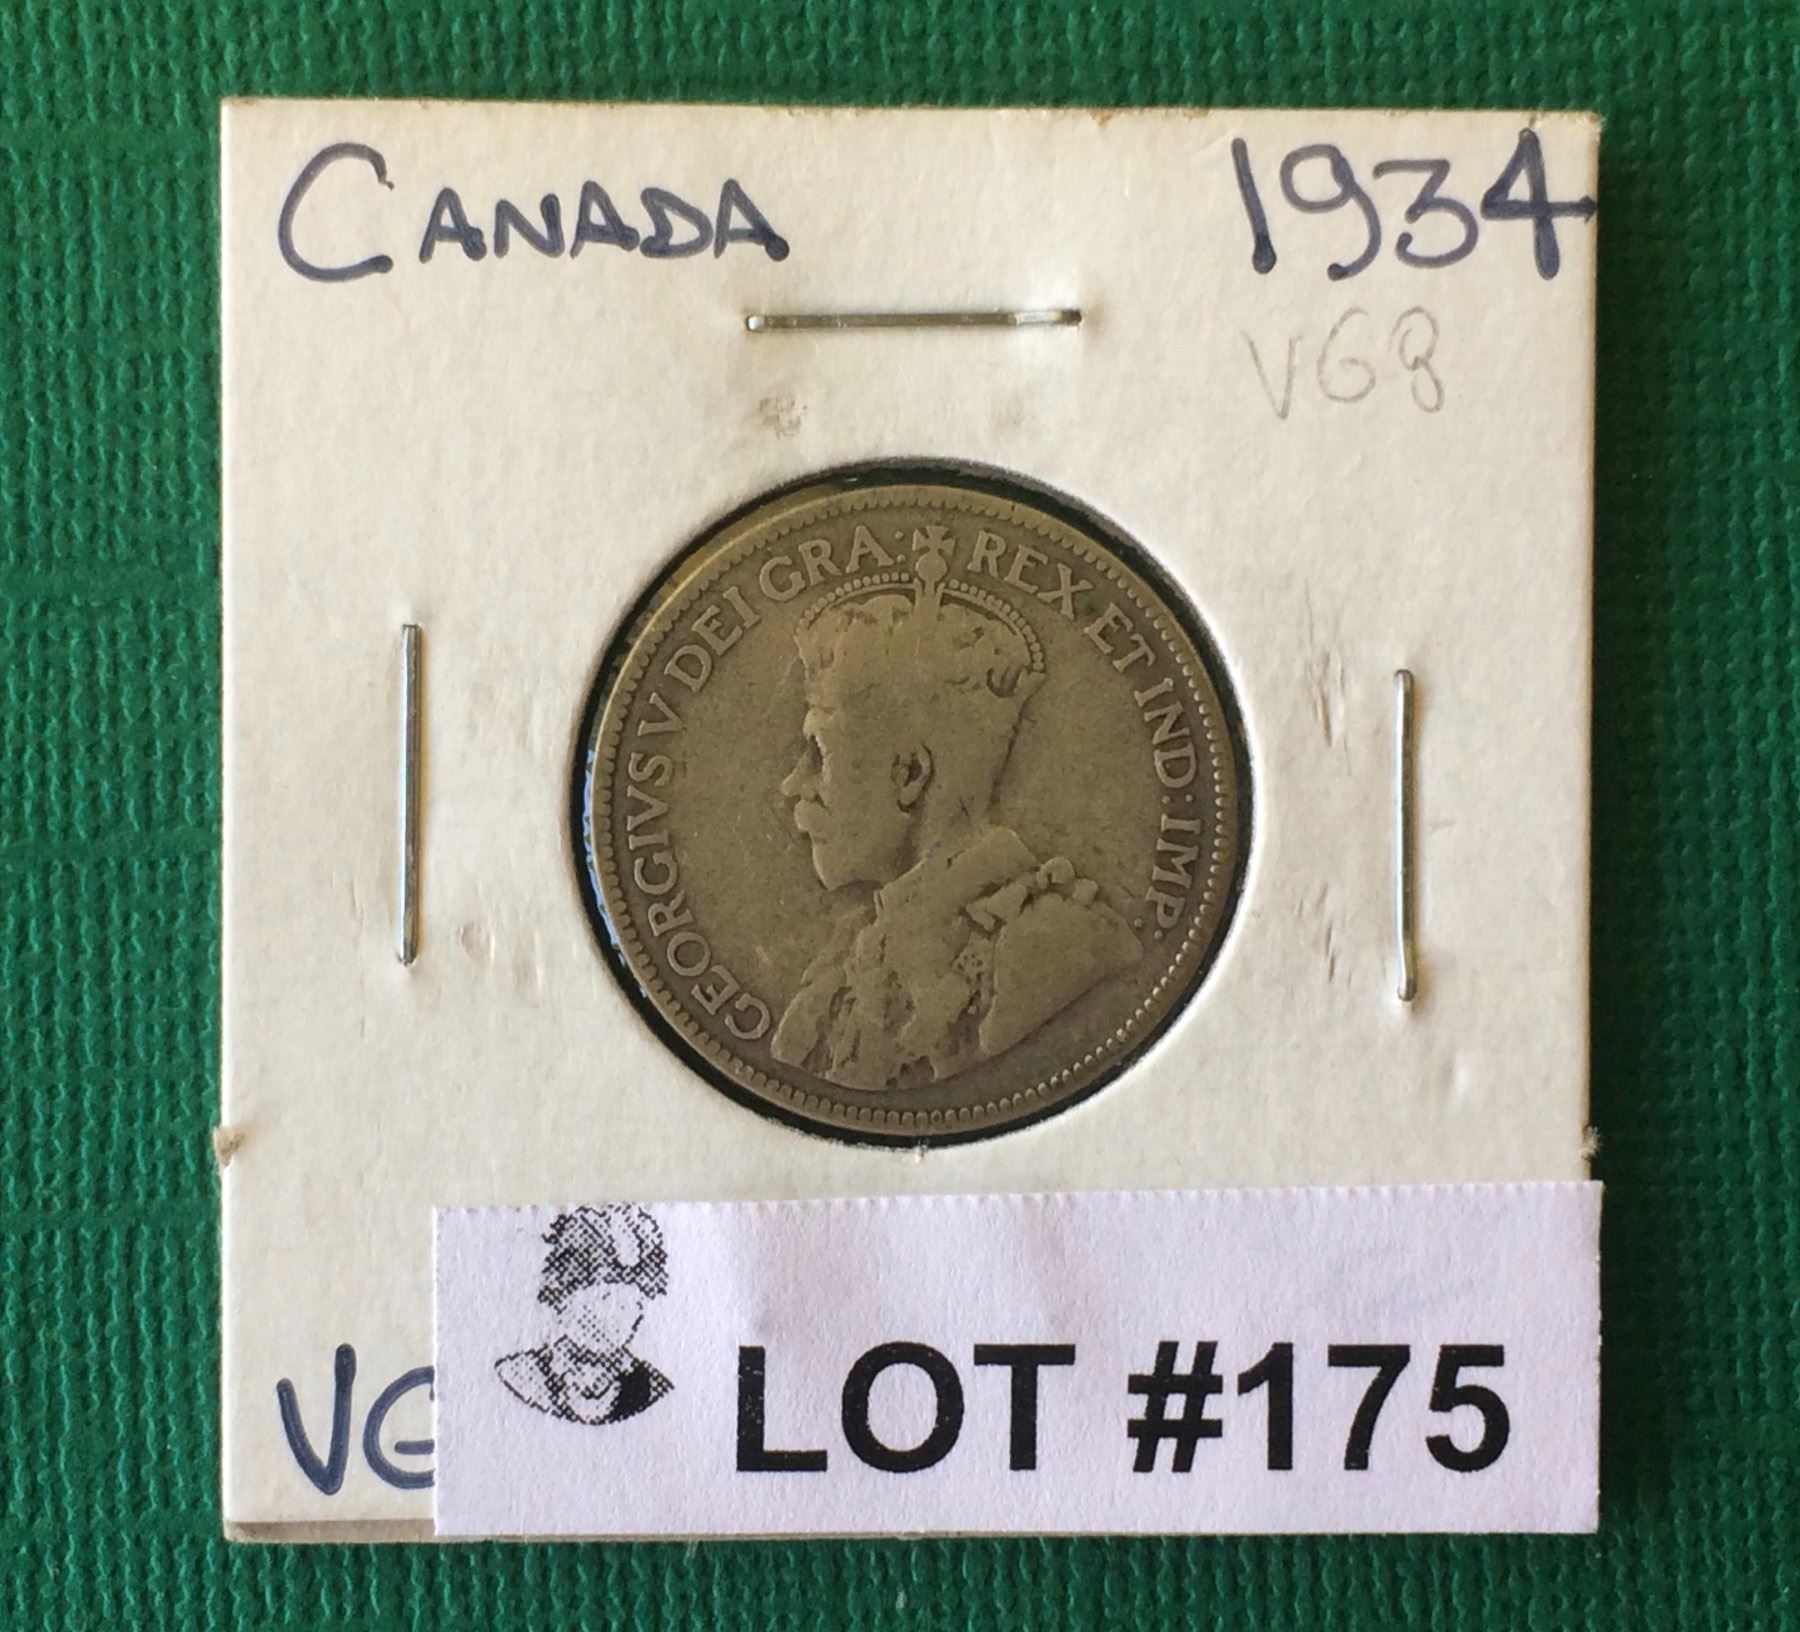 CANADA 1934
VG8
GEORGIVS V DEI GRA: REX ET IND: IMP:
VG
LOT #175